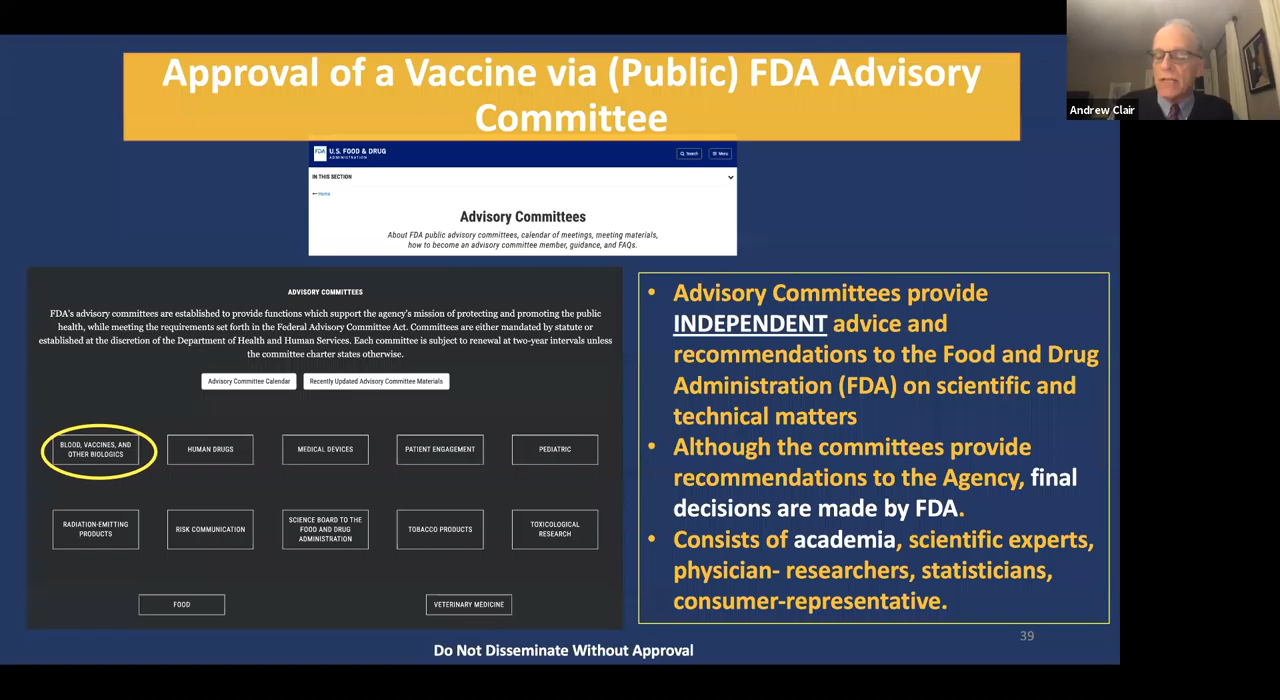 Approval of a Vaccine via (Public) FDA Advisory
Committee
Andrew Clair
FDA
U.S. FOOD & DRUG
ADMINISTRATION
Search
Menu
IN THIS SECTION
Home
Advisory Committees
About FDA public advisory committees, calendar of meetings, meeting materials,
how to become an advisory committee member, guidance, and FAQs.
ADVISORY COMMITTEES
FDA's advisory committees are established to provide functions which support the agency's mission of protecting and promoting the public
health, while meeting the requirements set forth in the Federal Advisory Committee Act. Committees are either mandated by statute or
established at the discretion of the Department of Health and Human Services. Each committee is subject to renewal at two-year intervals unless
the committee charter states otherwise.
Advisory Committee Calendar
Recently Updated Advisory Committee Materials
BLOOD, VACCINES, AND
OTHER BIOLOGICS
HUMAN DRUGS
MEDICAL DEVICES
PATIENT ENGAGEMENT
PEDIATRIC
RADIATION-EMITTING
PRODUCTS
RISK COMMUNICATION
SCIENCE BOARD TO THE
FOOD AND DRUG
ADMINISTRATION
TOBACCO PRODUCTS
TOXICOLOGICAL
RESEARCH
FOOD
VETERINARY MEDICINE
• Advisory Committees provide
INDEPENDENT advice and
recommendations to the Food and Drug
Administration (FDA) on scientific and
technical matters
• Although the committees provide
recommendations to the Agency, final
decisions are made by FDA.
• Consists of academia, scientific experts,
physician- researchers, statisticians,
consumer-representative.
39
Do Not Disseminate Without Approval